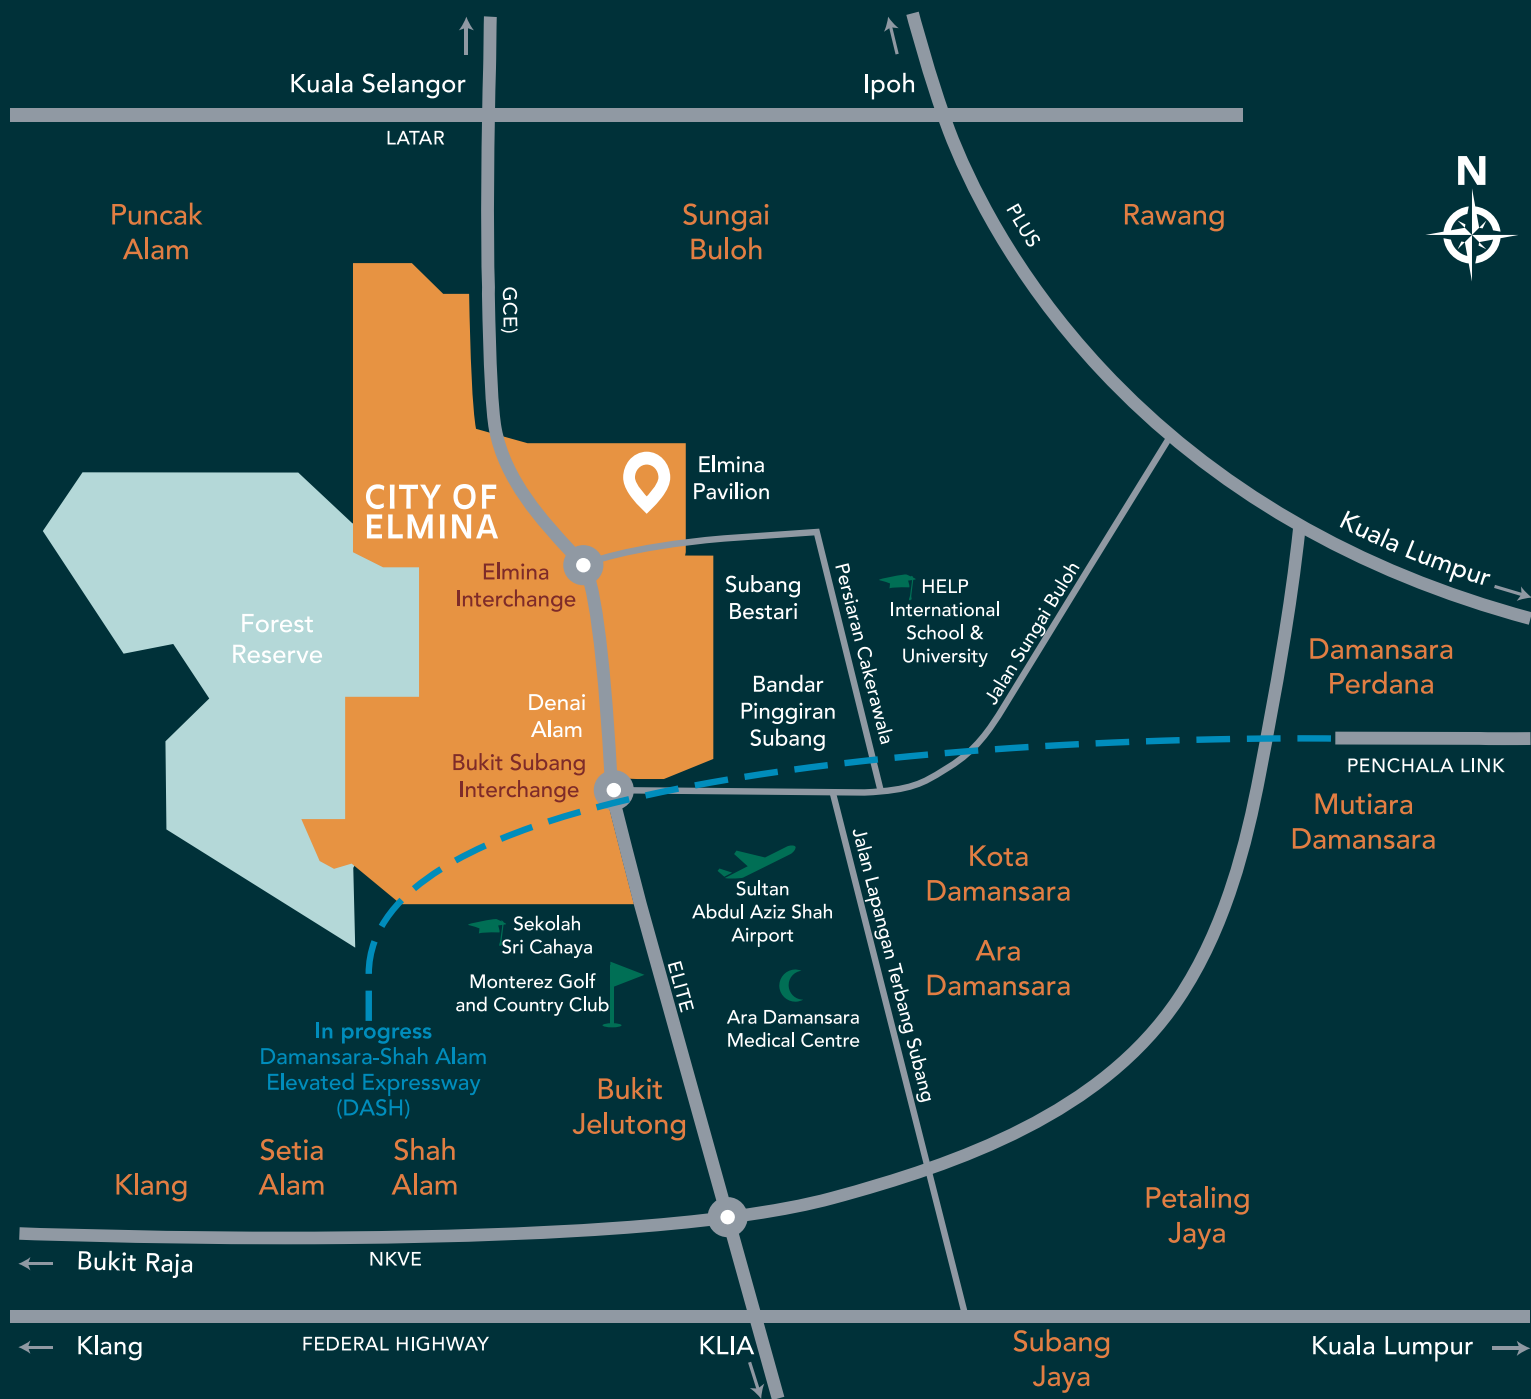 Kuala Selangor
Ipoh
LATAR
N
Puncak
Alam
Sungai
Buloh
PLUS
Rawang
GCE)
CITY OF
ELMINA
Elmina
Pavilion
Kuala Lumpur
Elmina
Interchange
Subang
Bestari
Persiaran Cakerawala
HELP
International
School &
University
Jalan Sungai Buloh
Forest
Reserve
Damansara
Perdana
Denai
Alam
Bandar
Pinggiran
Subang
Bukit Subang
Interchange
PENCHALA LINK
Mutiara
Damansara
Jalan Lapangan Terbang Subang
Kota
Damansara
Sultan
Abdul Aziz Shah
Airport
Sekolah
Sri Cahaya
Ara
Damansara
Monterez Golf
and Country Club
ELITE
Ara Damansara
Medical Centre
In progress
Damansara-Shah Alam
Elevated Expressway
(DASH)
Bukit
Jelutong
Klang
Setia
Alam
Shah
Alam
Petaling
Jaya
Bukit Raja
NKVE
Klang
FEDERAL HIGHWAY
KLIA
Subang
Jaya
Kuala Lumpur